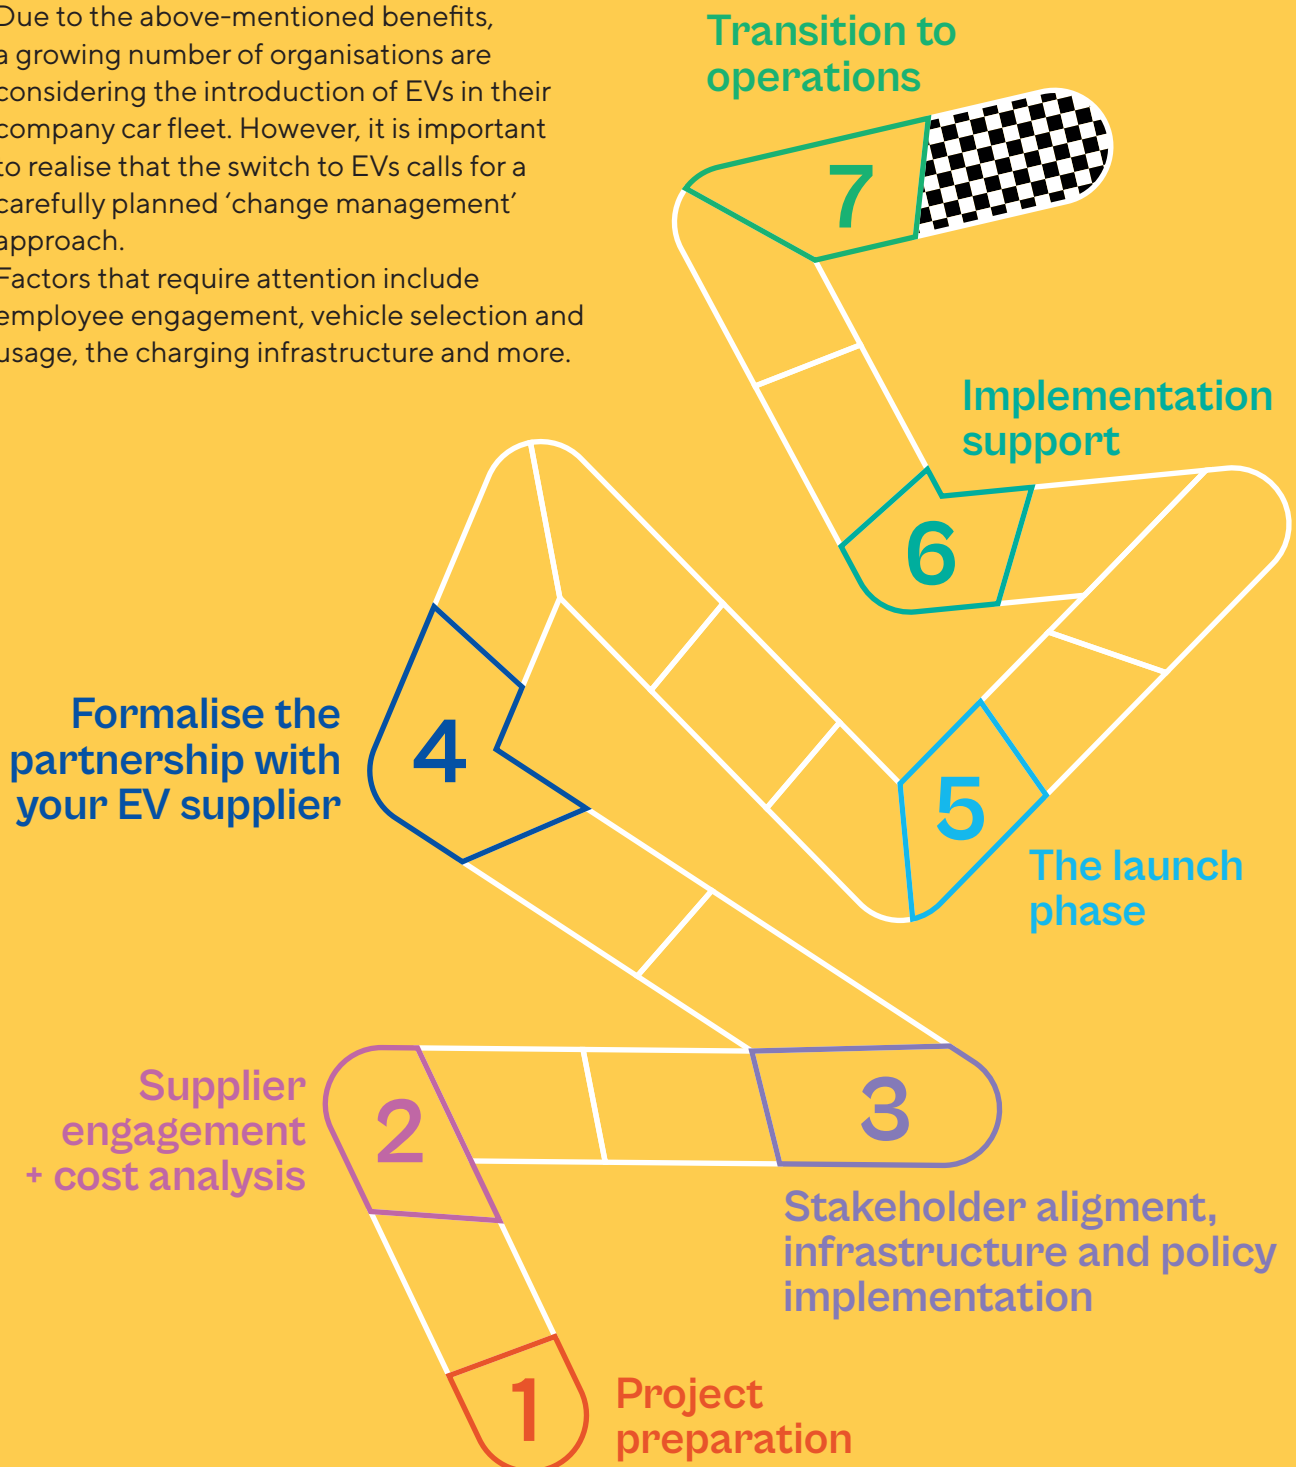 Due to the above-mentioned benefits,
a growing number of organisations are
considering the introduction of EVs in their
company car fleet. However, it is important
to realise that the switch to EVs calls for a
carefully planned ‘change management’
approach.
Factors that require attention include
employee engagement, vehicle selection and
usage, the charging infrastructure and more.
Transition to
operations
7
Implementation
support
6
Formalise the
partnership with
your EV supplier
4
5
The launch
phase
Supplier
engagement
+ cost analysis
2
3
Stakeholder aligment,
infrastructure and policy
implementation
1
Project
preparation